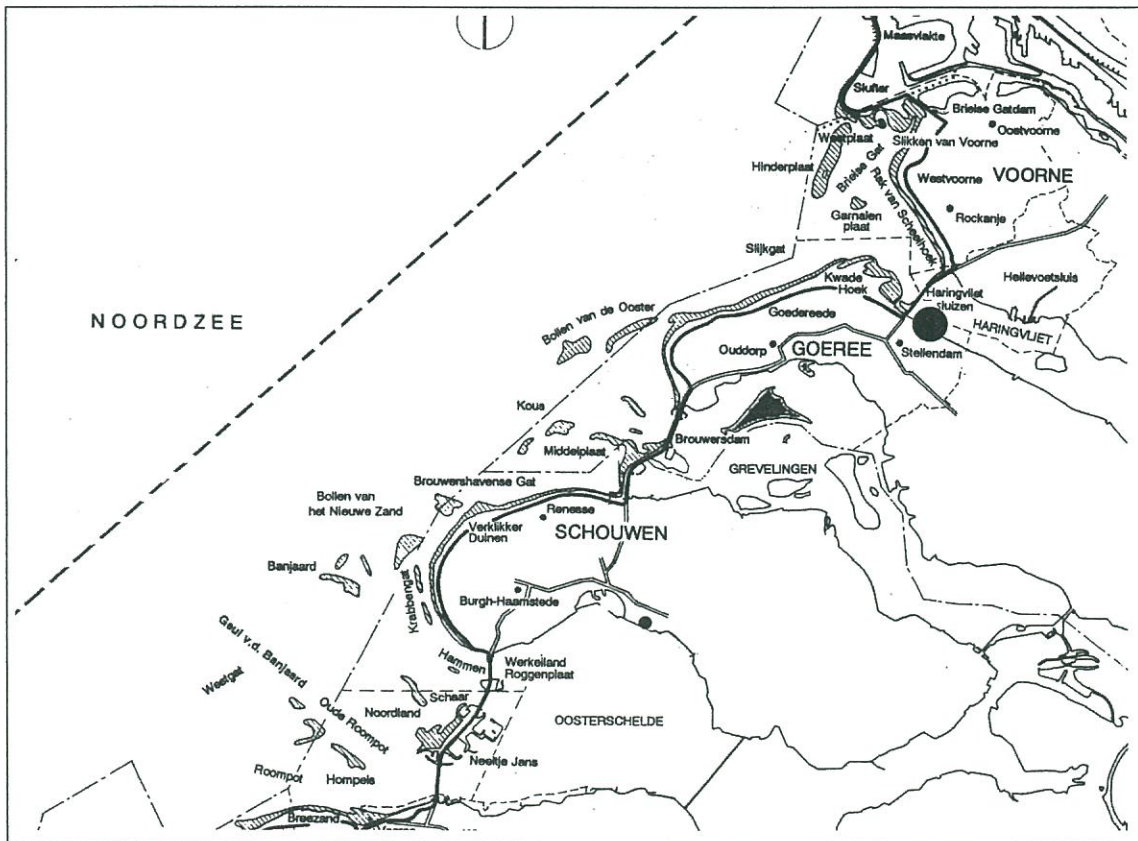 Maasvlakte
Slufter
Brielse Gatdam
Oostvoorne
Westplaat
Slikken van Voorne
Hinderplaat
Brielse Gat
VOORNE
Westvoorne
Rak van Scheelhoek
Garnalen
plaat
Rockanje
Slijkgat
Kwade
Hoek
Hellevoetsluis
Haringvliet
sluizen
NOORDZEE
Bollen van de Ooster
Goedereede
HARINGVLIET
Ouddorp
GOEREE
Stellendam
Kous
Middelplaat
Brouwersdam
GREVELINGEN
Brouwershavense Gat
Bollen van
het Nieuwe Zand
Renesse
Verklikker
Duinen
SCHOUWEN
Banjaard
Krabbengat
Burgh-Haamstede
Geul v.d. Banjaard
Hammen
Werkeiland
Roggenplaat
Westgat
Schaar
Noordland
Oude Roompot
OOSTERSCHELDE
Neeltje Jans
Roompot
Hompels
Breezand